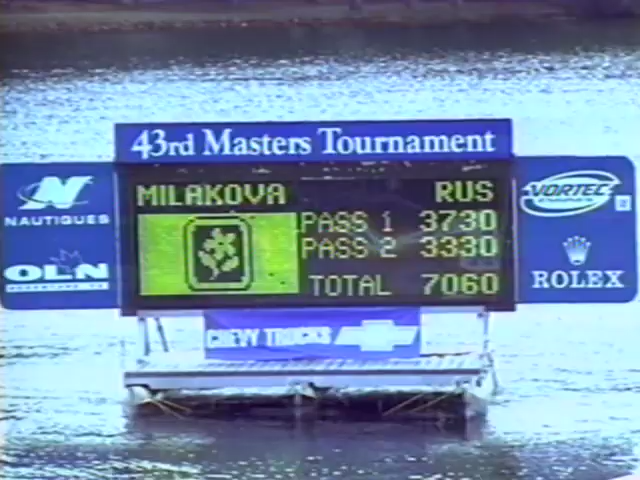 43rd Masters Tournament
NAUTIQUES
OLN
MILAKOVA RUS
PASS 1 3730
PASS 2 3330
TOTAL 7060
VORTEC
ROLEX
CHEVY TRUCKS